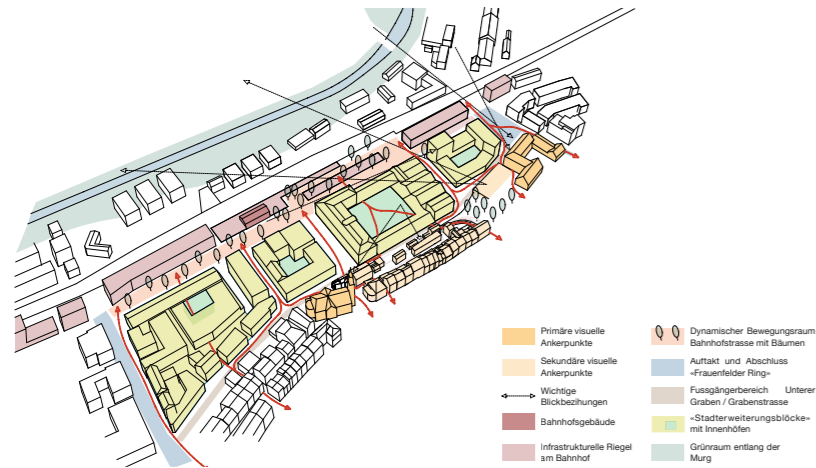 Primäre visuelle
Ankerpunkte
Sekundäre visuelle
Ankerpunkte
Wichtige
Blickbezihungen
Bahnhofsgebäude
Infrastrukturelle Riegel
am Bahnhof
Dynamischer Bewegungsraum
Bahnhofstrasse mit Bäumen
Auftakt und Abschluss
«Frauenfelder Ring»
Fussgängerbereich Unterer
Graben / Grabenstrasse
«Stadterweiterungsblöcke»
mit Innenhöfen
Grünraum entlang der
Murg